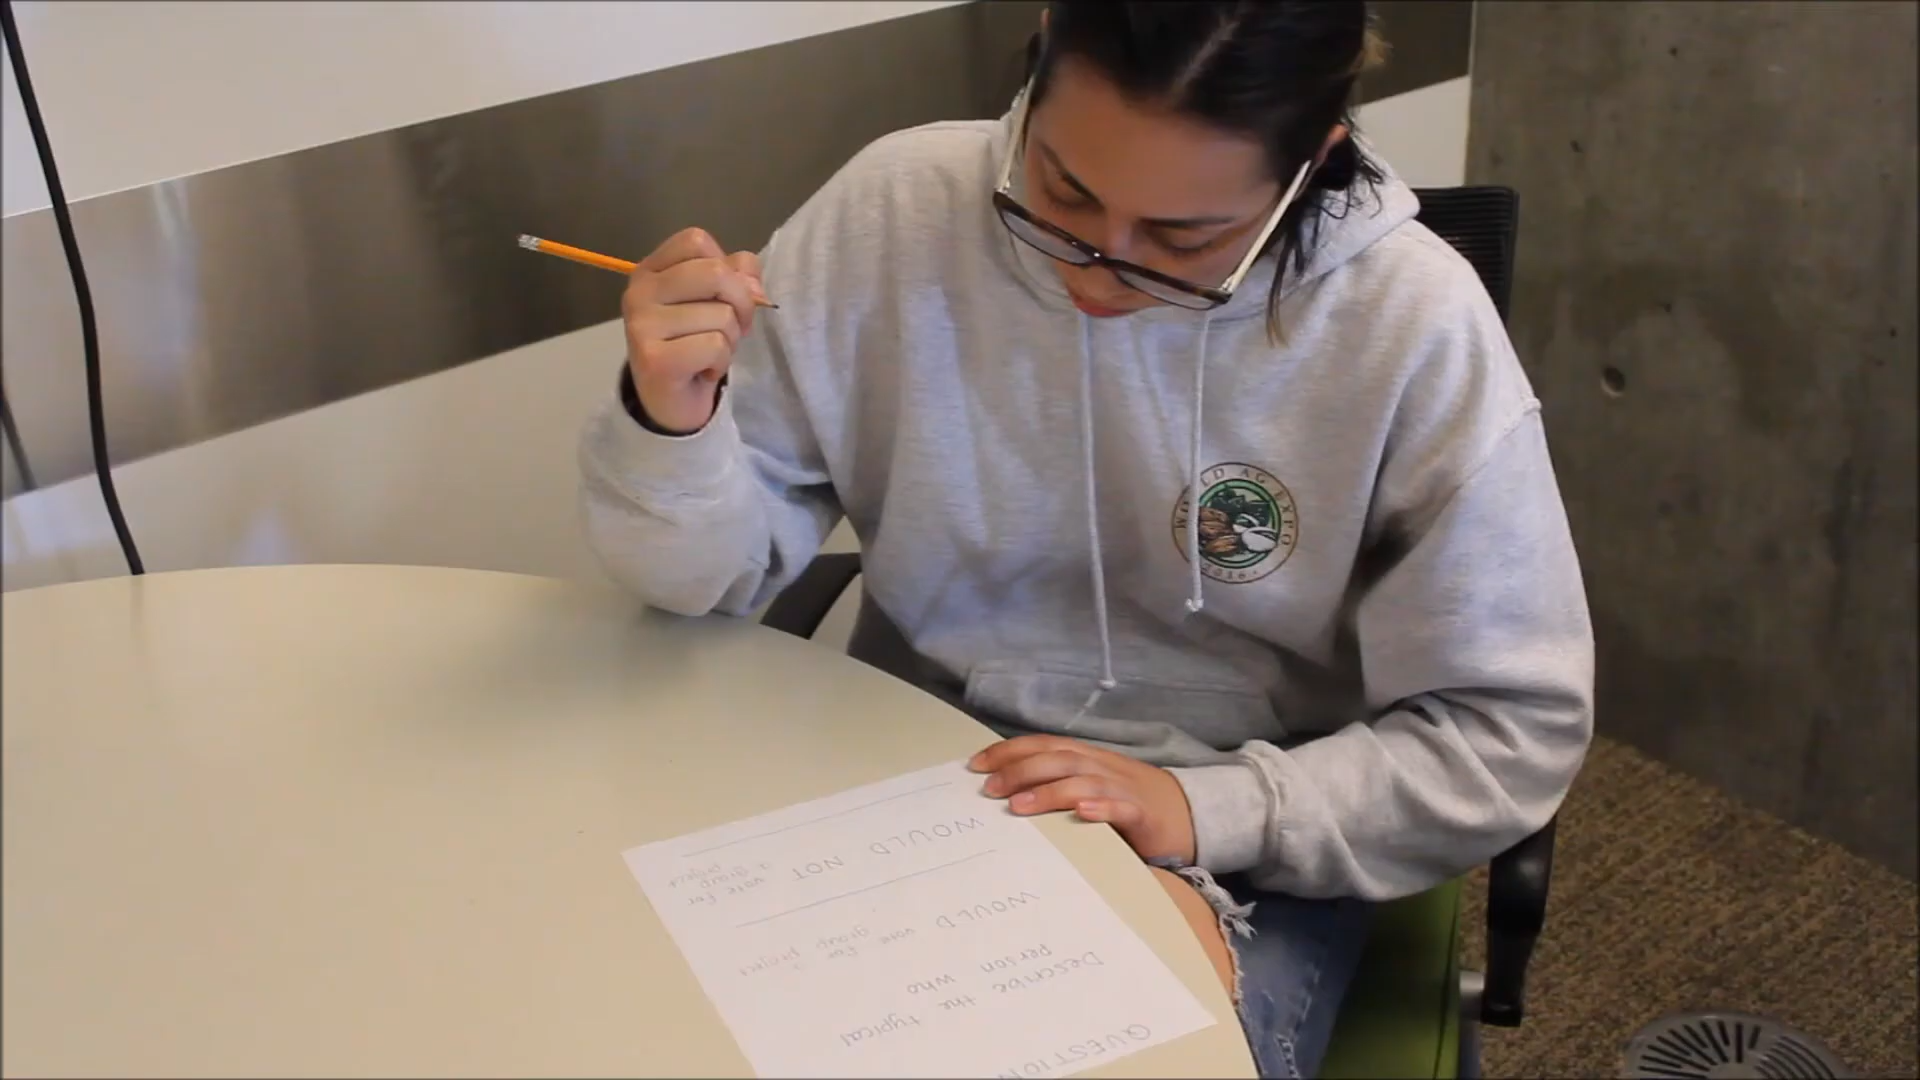 QUESTION
Describe the typical
person who
WOULD vote for a
group project
WOULD NOT vote for
a group
project
WORLD AG EXPO
2016